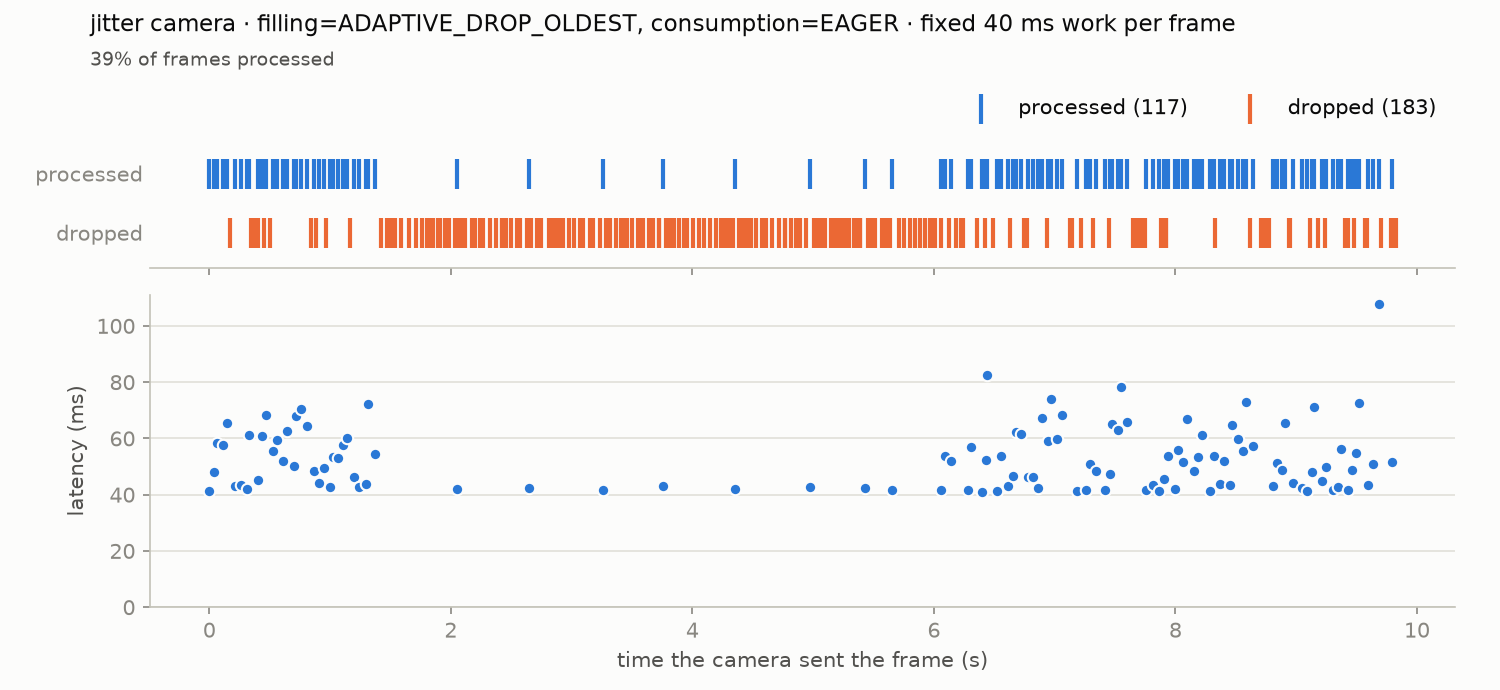 jitter camera · filling=ADAPTIVE_DROP_OLDEST, consumption=EAGER · fixed 40 ms work per frame
39% of frames processed
processed (117)
dropped (183)
processed
dropped
100
80
60
40
20
0
latency (ms)
0 2 4 6 8 10
time the camera sent the frame (s)